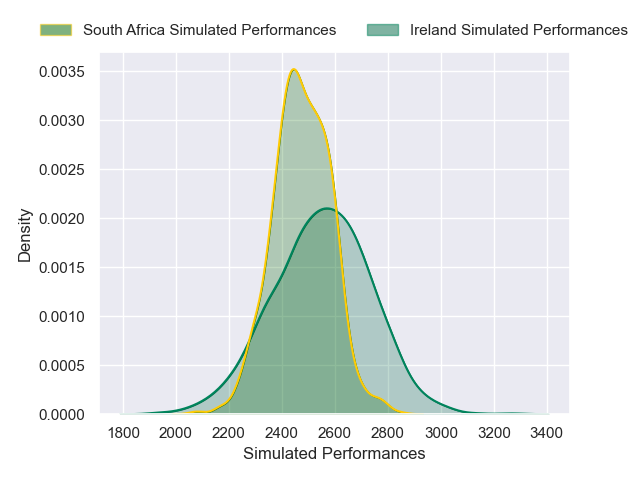 South Africa Simulated Performances
Ireland Simulated Performances
0.0035
0.0030
0.0025
0.0020
0.0015
0.0010
0.0005
0.0000
Density
1800 2000 2200 2400 2600 2800 3000 3200 3400
Simulated Performances